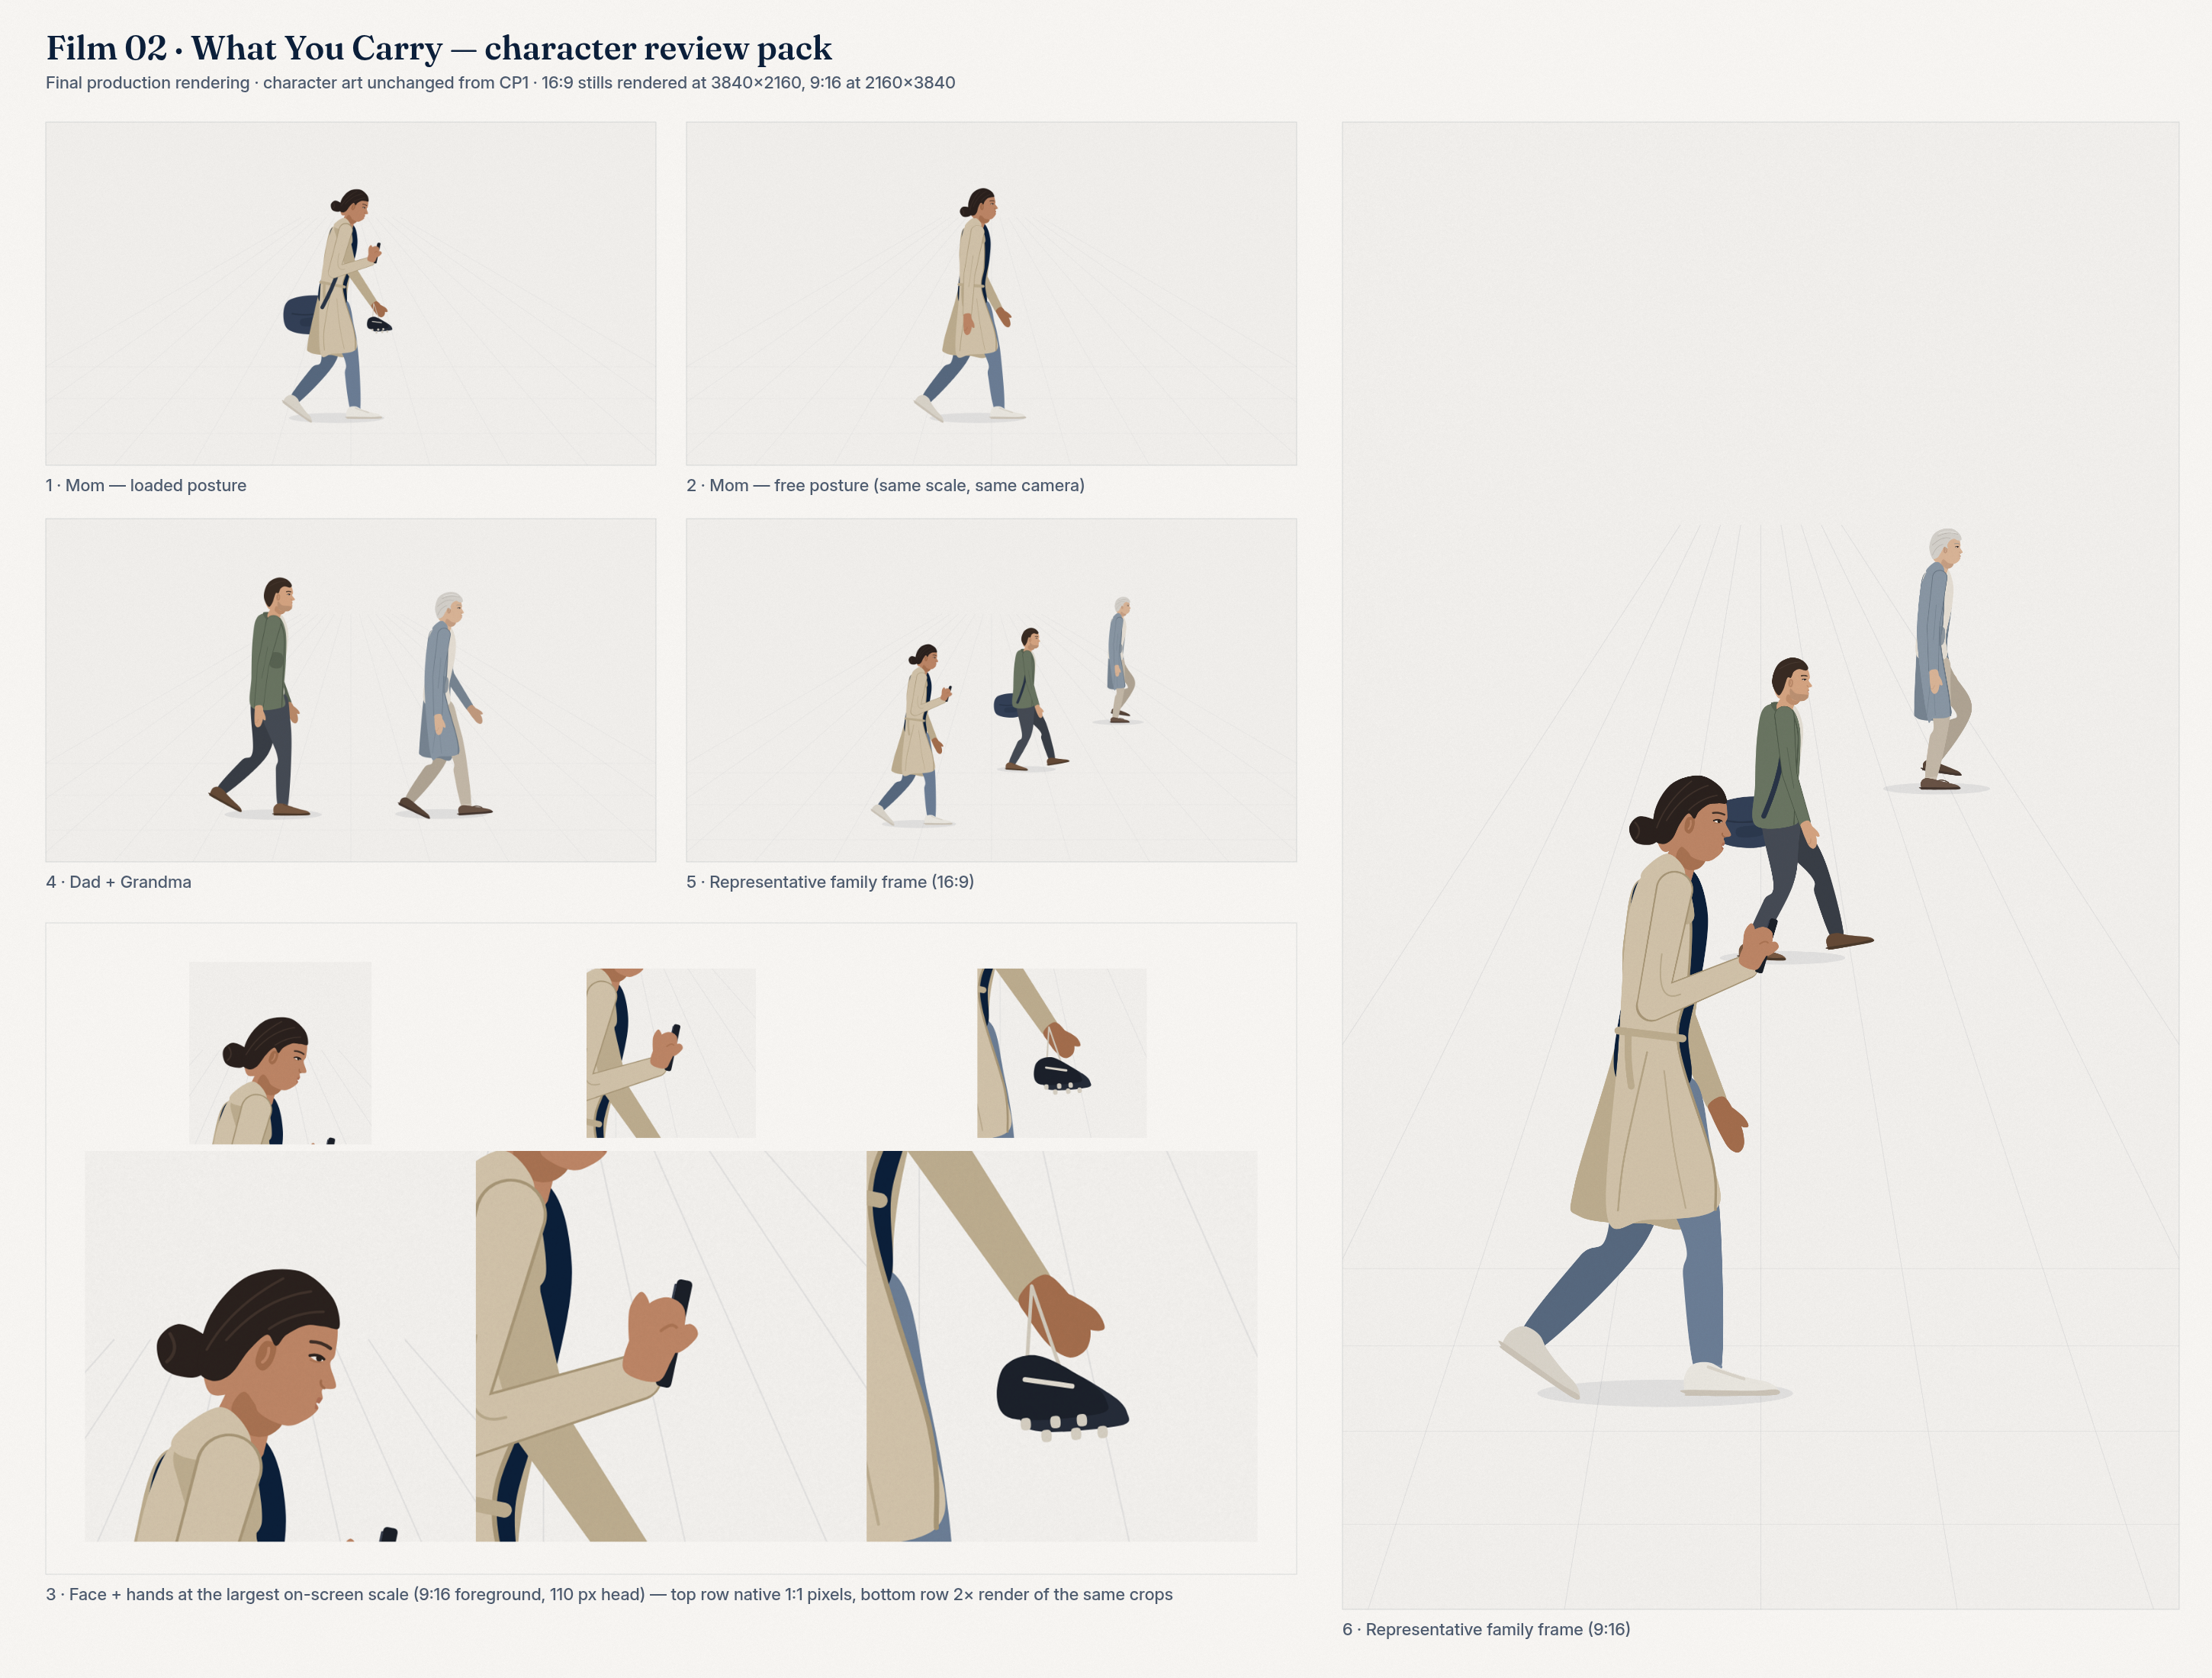 Film 02 · What You Carry — character review pack
Final production rendering · character art unchanged from CP1 · 16:9 stills rendered at 3840×2160, 9:16 at 2160×3840
1 · Mom — loaded posture
2 · Mom — free posture (same scale, same camera)
4 · Dad + Grandma
5 · Representative family frame (16:9)
3 · Face + hands at the largest on-screen scale (9:16 foreground, 110 px head) — top row native 1:1 pixels, bottom row 2× render of the same crops
6 · Representative family frame (9:16)